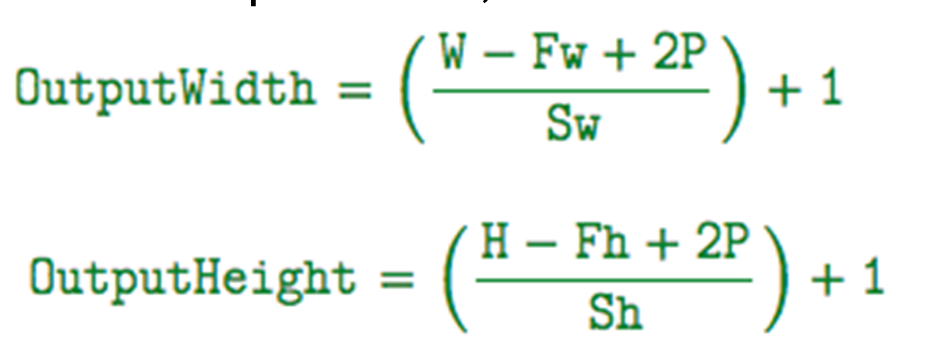 OutputWidth = ( W − Fw + 2P / Sw ) + 1
OutputHeight = ( H − Fh + 2P / Sh ) + 1